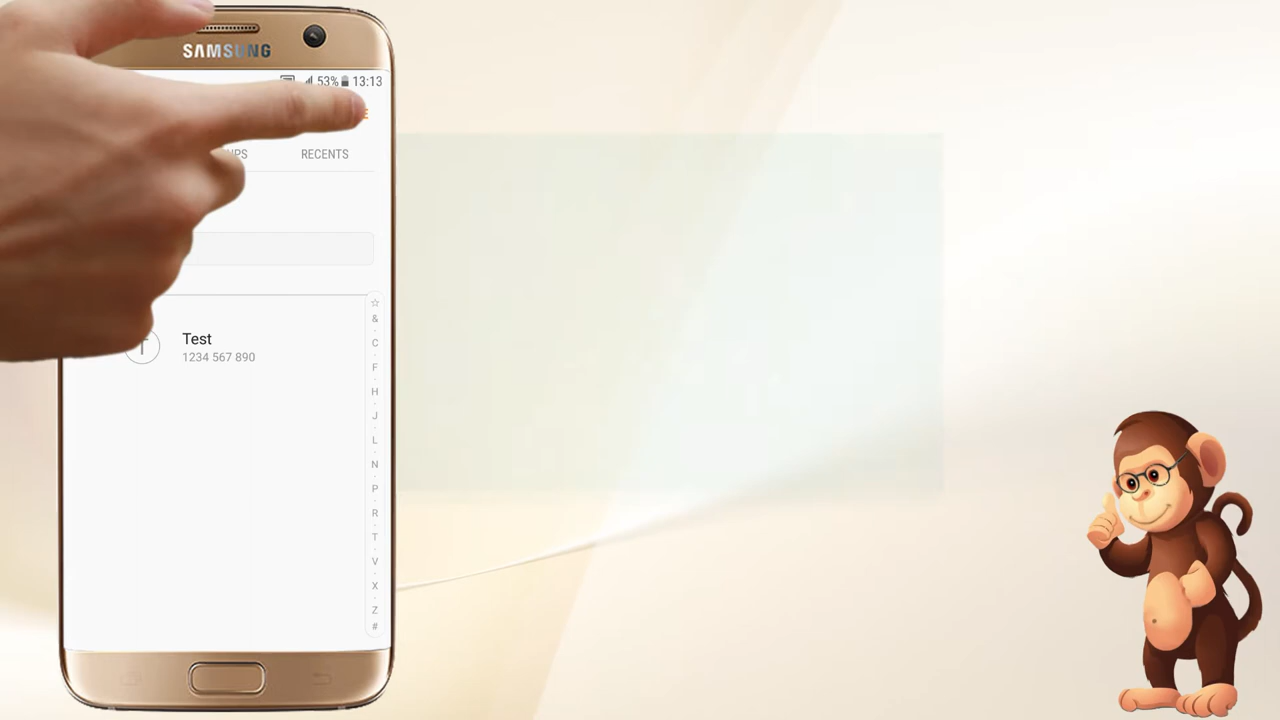 SAMSUNG
53% 13:13
RECENTS
Test
1234 567 890
&
C
F
H
J
L
N
P
R
T
V
X
Z
#